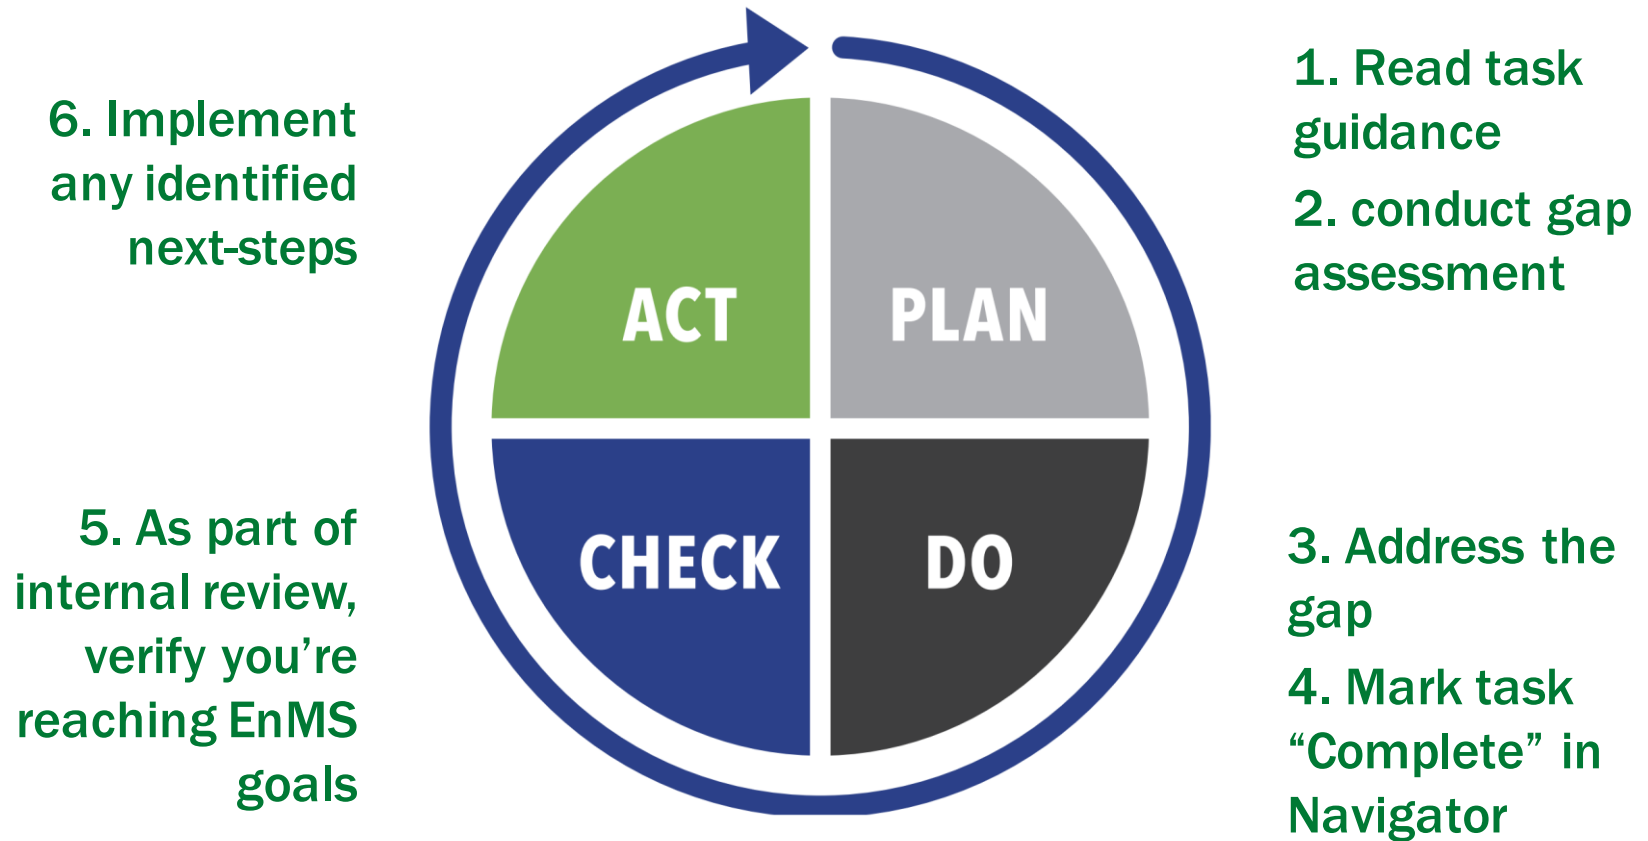 1. Read task
guidance
2. conduct gap
assessment
3. Address the
gap
4. Mark task
“Complete” in
Navigator
5. As part of
internal review,
verify you’re
reaching EnMS
goals
6. Implement
any identified
next-steps
ACT
PLAN
CHECK
DO